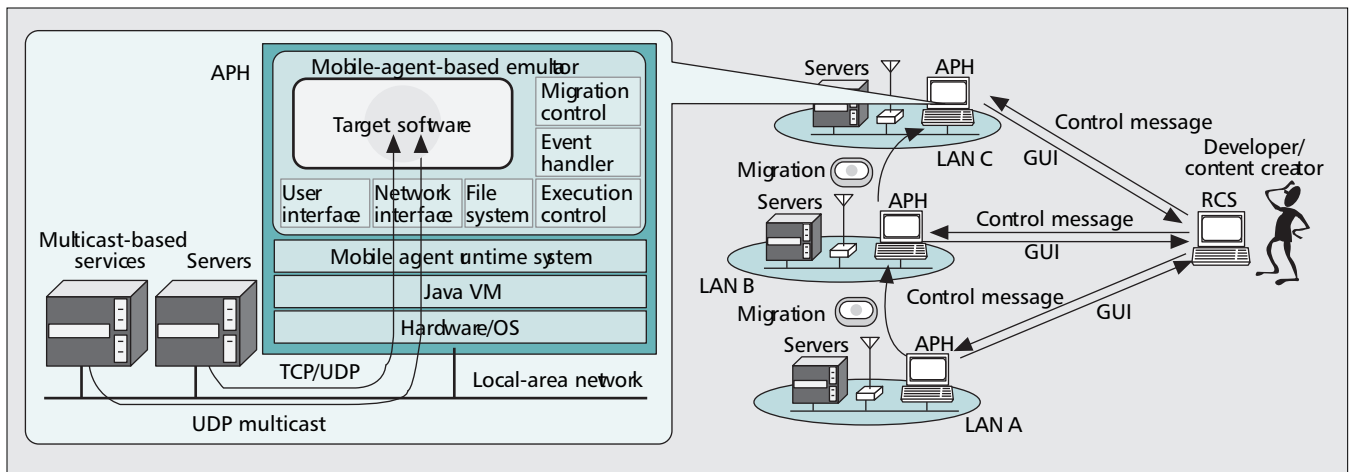 APH
Mobile-agent-based emultor
Target software
Migration
control
Event
handler
User
interface
Network
interface
File
system
Execution
control
Mobile agent runtime system
Java VM
Hardware/OS
Multicast-based
services
Servers
TCP/UDP
Local-area network
UDP multicast
Servers
APH
LAN C
Control message
GUI
Migration
Developer/
content creator
Servers
APH
RCS
Control message
GUI
LAN B
Migration
Control message
GUI
Servers
APH
LAN A